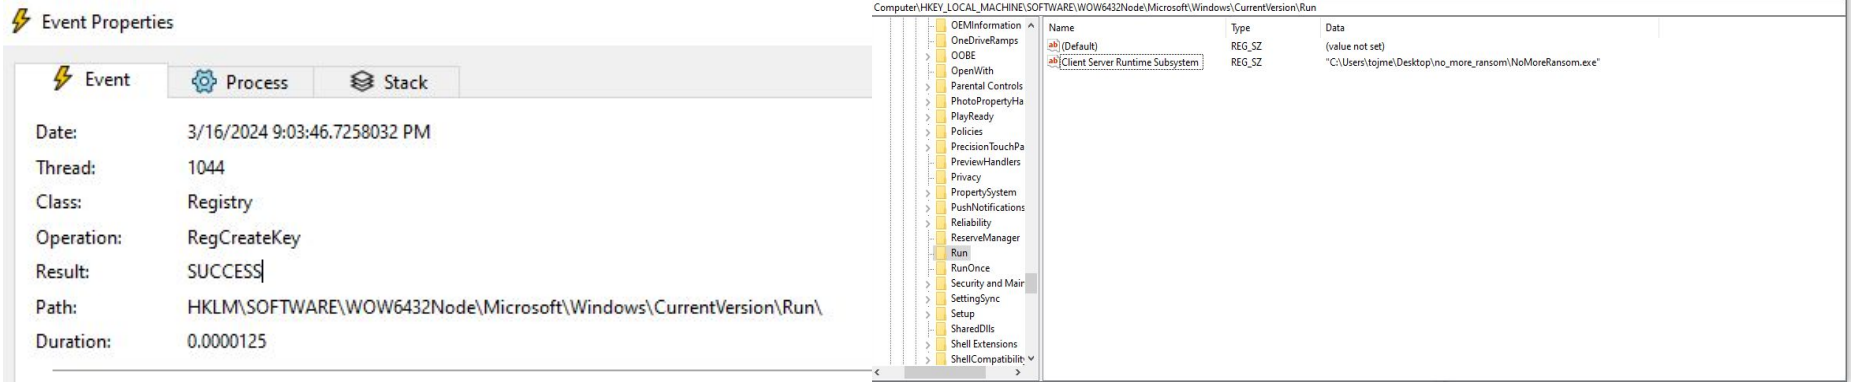 Event Properties
Event Process Stack
Date: 3/16/2024 9:03:46.7258032 PM
Thread: 1044
Class: Registry
Operation: RegCreateKey
Result: SUCCESS
Path: HKLM\SOFTWARE\WOW6432Node\Microsoft\Windows\CurrentVersion\Run\
Duration: 0.0000125
Computer\HKEY_LOCAL_MACHINE\SOFTWARE\WOW6432Node\Microsoft\Windows\CurrentVersion\Run
OEMInformation
OneDriveRamps
OOBE
OpenWith
Parental Controls
PhotoPropertyHa
PlayReady
Policies
PrecisionTouchPa
PreviewHandlers
Privacy
PropertySystem
PushNotifications
Reliability
ReserveManager
Run
RunOnce
Security and Mair
SettingSync
Setup
SharedDlls
Shell Extensions
ShellCompatibilit
Name Type Data
ab (Default) REG_SZ (value not set)
ab Client Server Runtime Subsystem REG_SZ "C:\Users\tojme\Desktop\no_more_ransom\NoMoreRansom.exe"